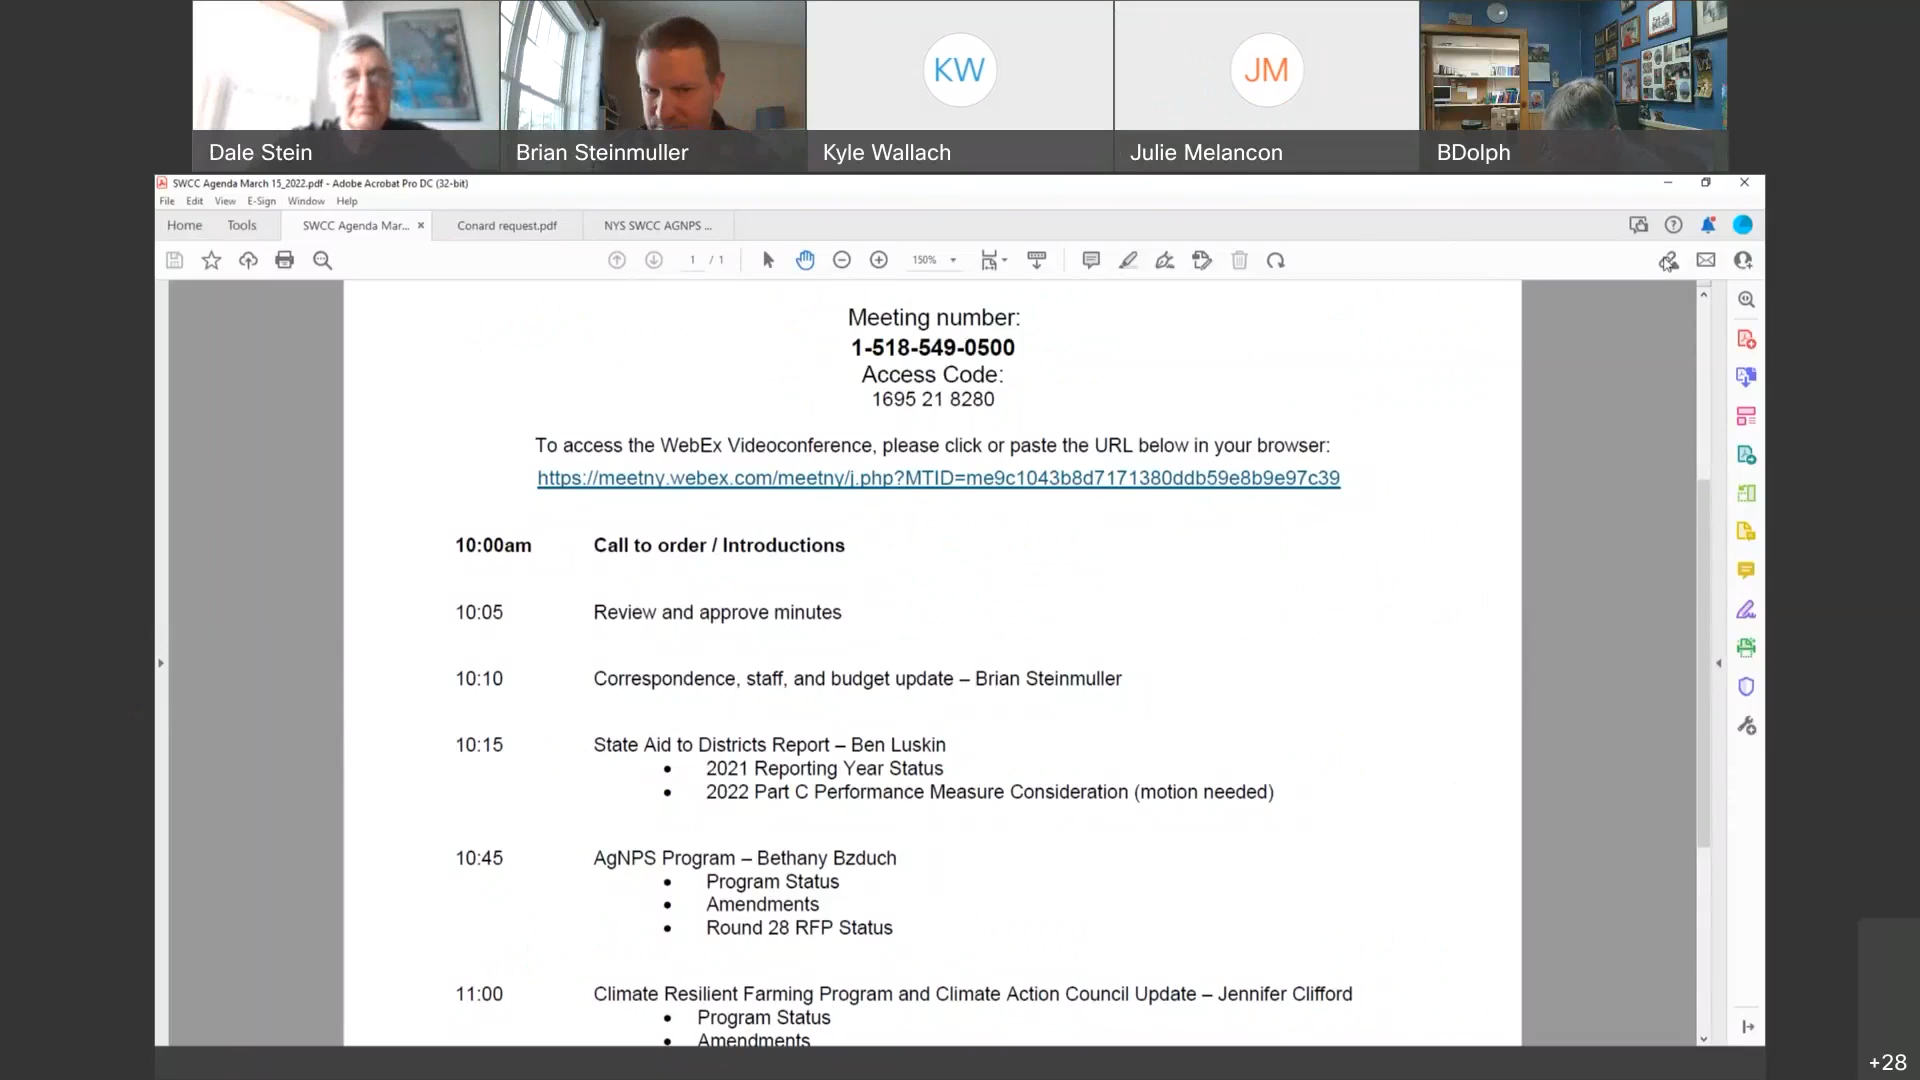 KW
JM
Dale Stein
Brian Steinmuller
Kyle Wallach
Julie Melancon
BDolph
SWCC Agenda March 15_2022.pdf - Adobe Acrobat Pro DC (32-bit)
File Edit View E-Sign Window Help
Home Tools SWCC Agenda Mar... × Conard request.pdf NYS SWCC AGNPS ...
1 / 1 150%
Meeting number:
1-518-549-0500
Access Code:
1695 21 8280
To access the WebEx Videoconference, please click or paste the URL below in your browser:
https://meetny.webex.com/meetny/j.php?MTID=me9c1043b8d7171380ddb59e8b9e97c39
10:00am Call to order / Introductions
10:05 Review and approve minutes
10:10 Correspondence, staff, and budget update – Brian Steinmuller
10:15 State Aid to Districts Report – Ben Luskin
• 2021 Reporting Year Status
• 2022 Part C Performance Measure Consideration (motion needed)
10:45 AgNPS Program – Bethany Bzduch
• Program Status
• Amendments
• Round 28 RFP Status
11:00 Climate Resilient Farming Program and Climate Action Council Update – Jennifer Clifford
• Program Status
• Amendments
+28